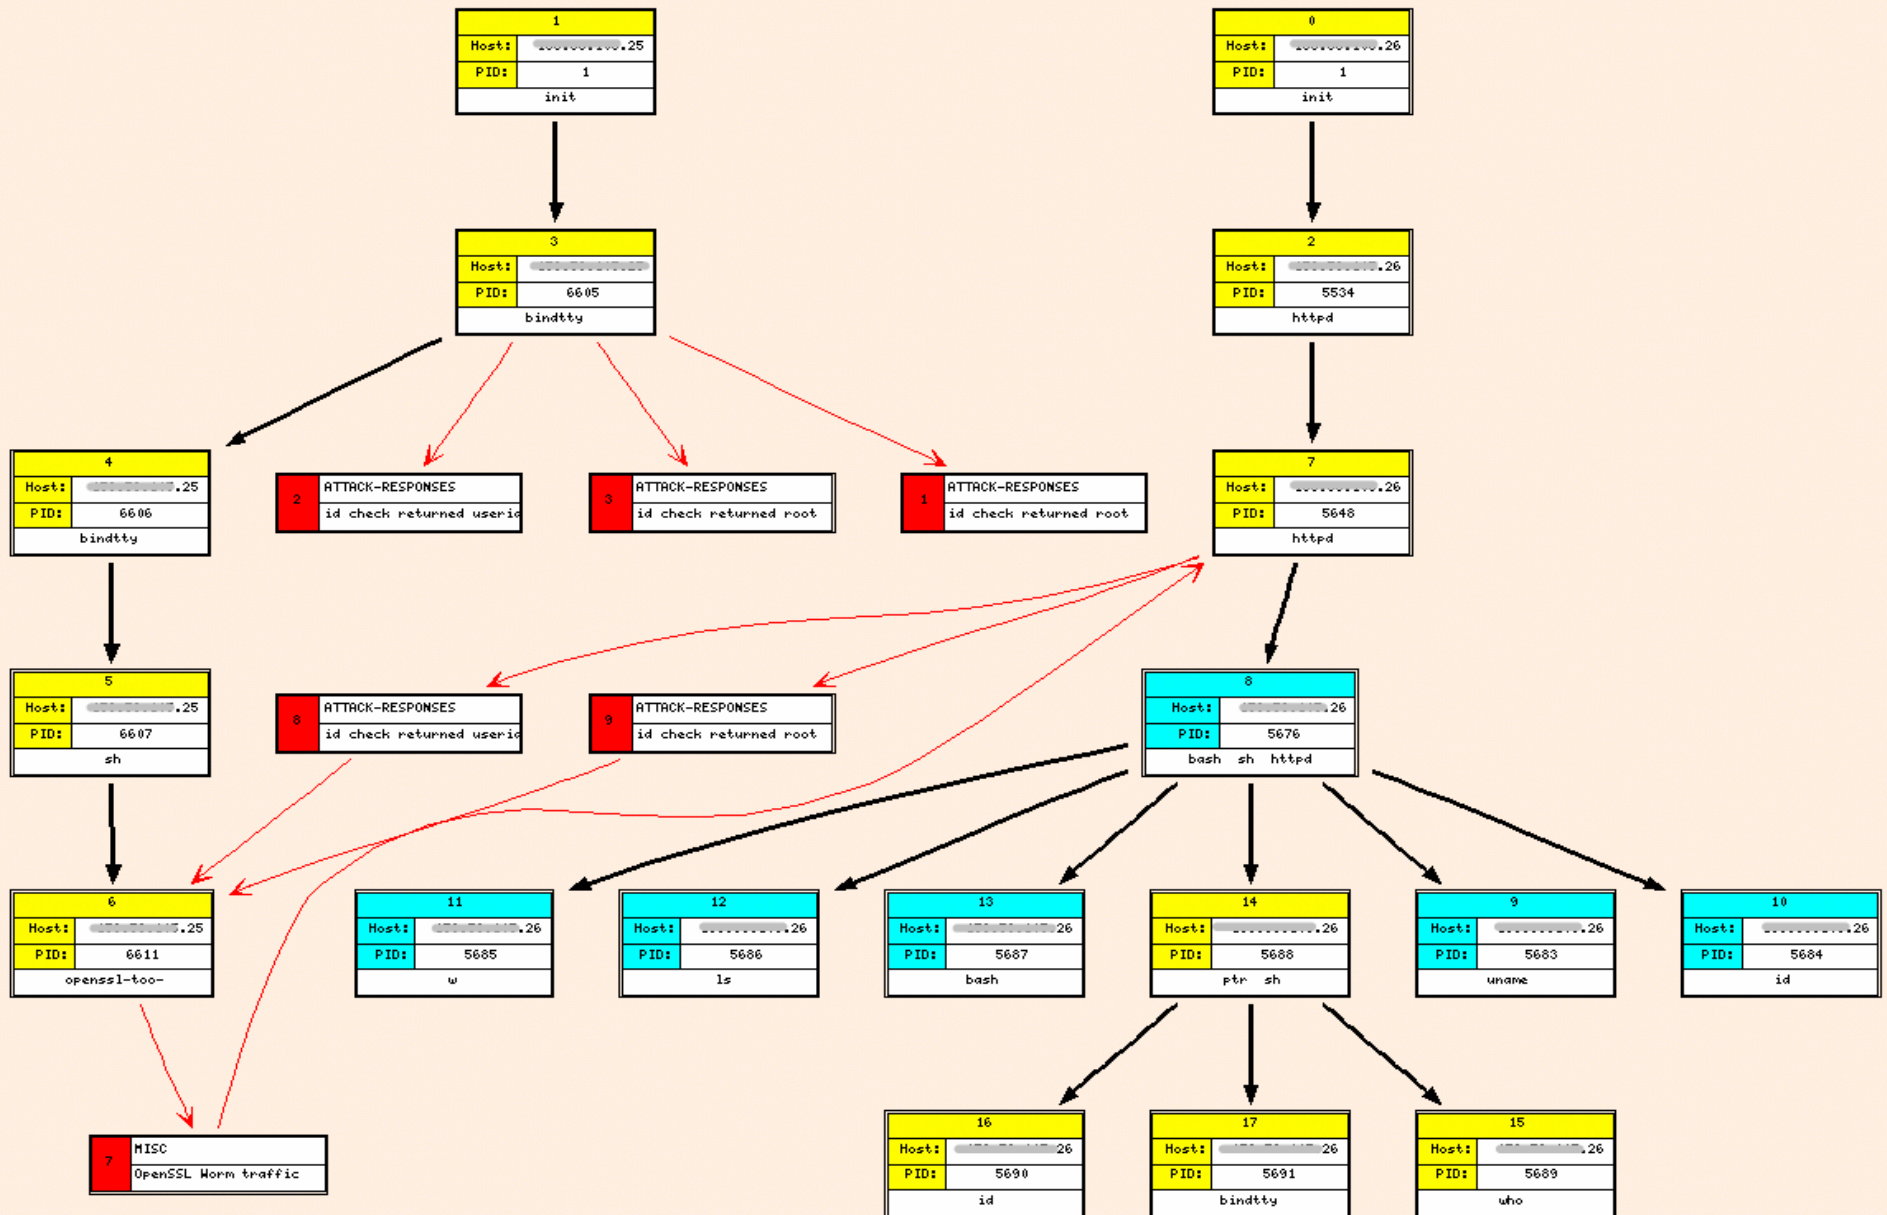 1
Host: .25
PID: 1
init
0
Host: .26
PID: 1
init
3
Host:
PID: 6605
bindtty
2
Host: .26
PID: 5534
httpd
4
Host: .25
PID: 6606
bindtty
2 ATTACK-RESPONSES
id check returned userid
3 ATTACK-RESPONSES
id check returned root
1 ATTACK-RESPONSES
id check returned root
7
Host: .26
PID: 5648
httpd
5
Host: .25
PID: 6607
sh
8 ATTACK-RESPONSES
id check returned userid
9 ATTACK-RESPONSES
id check returned root
8
Host: .26
PID: 5676
bash sh httpd
6
Host: .25
PID: 6611
openssl-too-
11
Host: .26
PID: 5685
w
12
Host: .26
PID: 5686
ls
13
Host: 26
PID: 5687
bash
14
Host: .26
PID: 5688
ptr sh
9
Host: .26
PID: 5683
uname
10
Host: .26
PID: 5684
id
7 MISC
OpenSSL Worm traffic
16
Host: 26
PID: 5690
id
17
Host: 26
PID: 5691
bindtty
15
Host: .26
PID: 5689
who